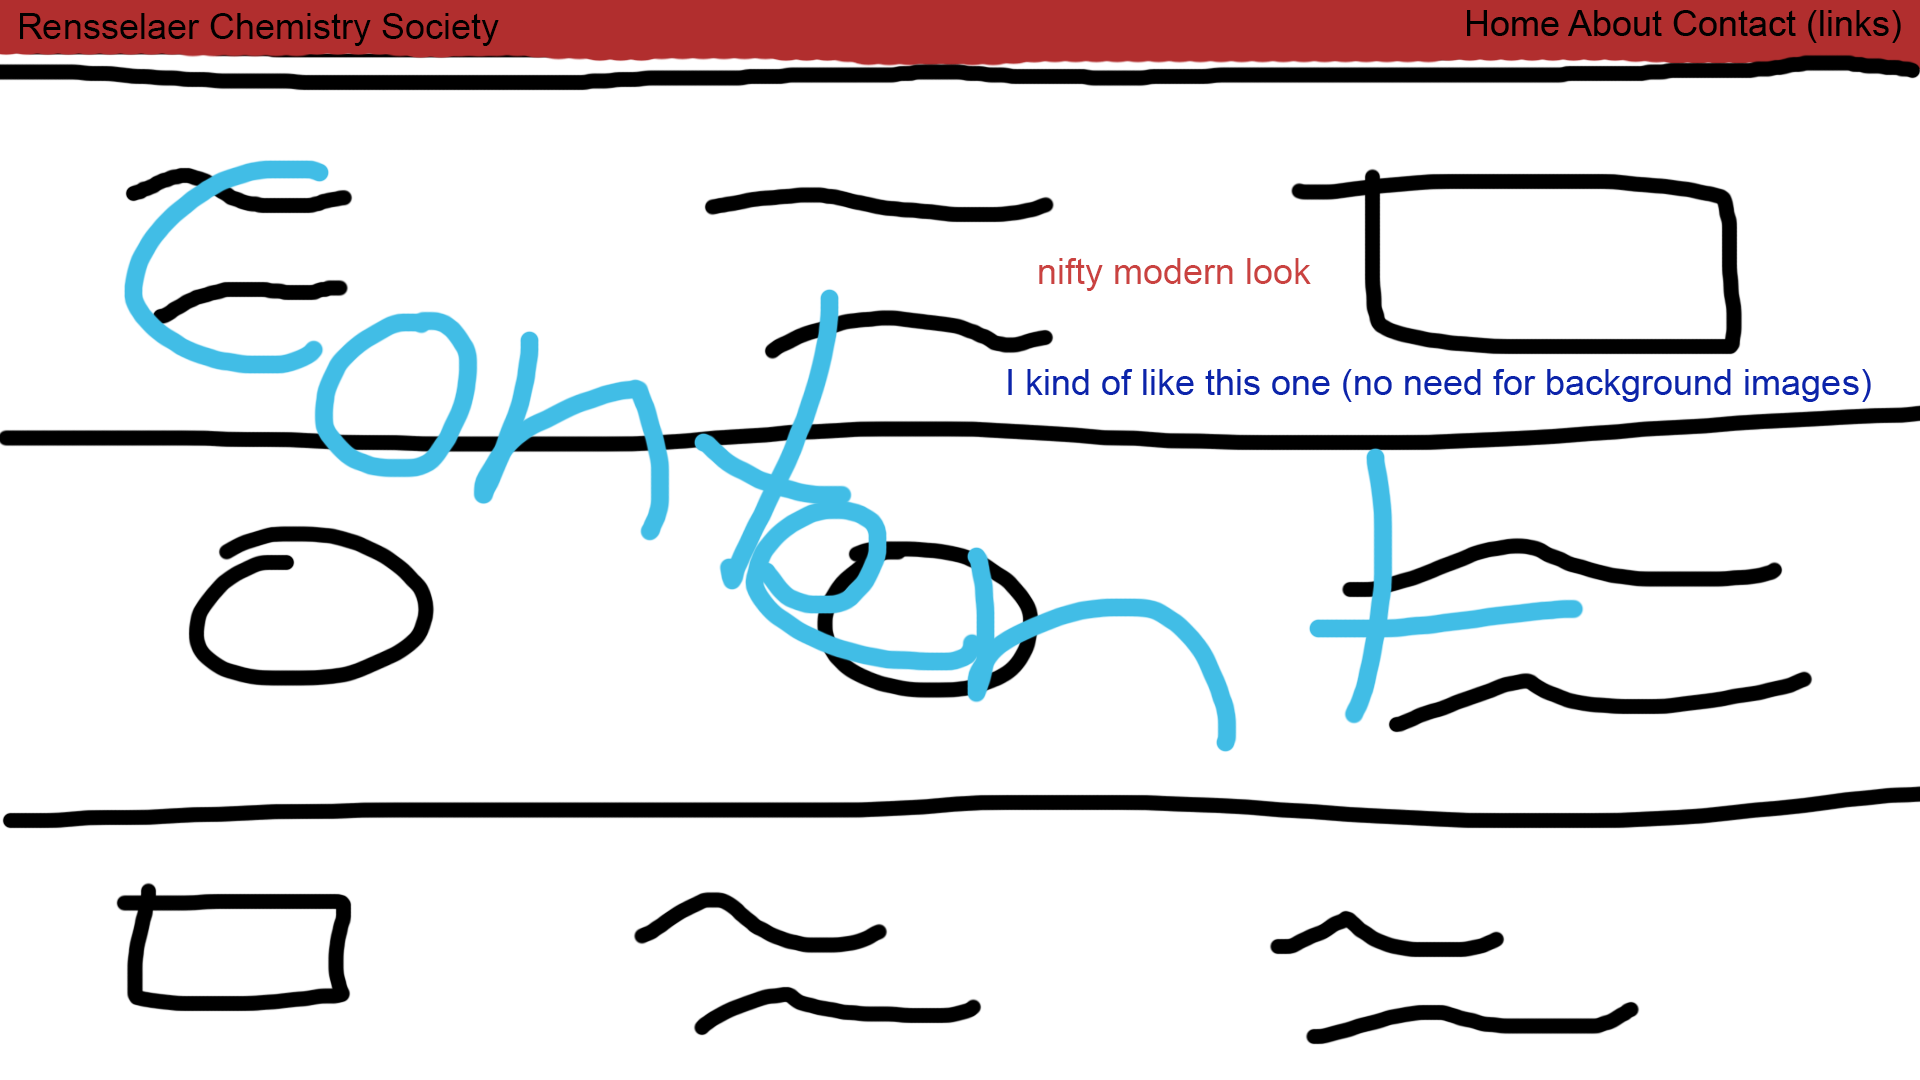 Rensselaer Chemistry Society
Home About Contact (links)
nifty modern look
I kind of like this one (no need for background images)
Content